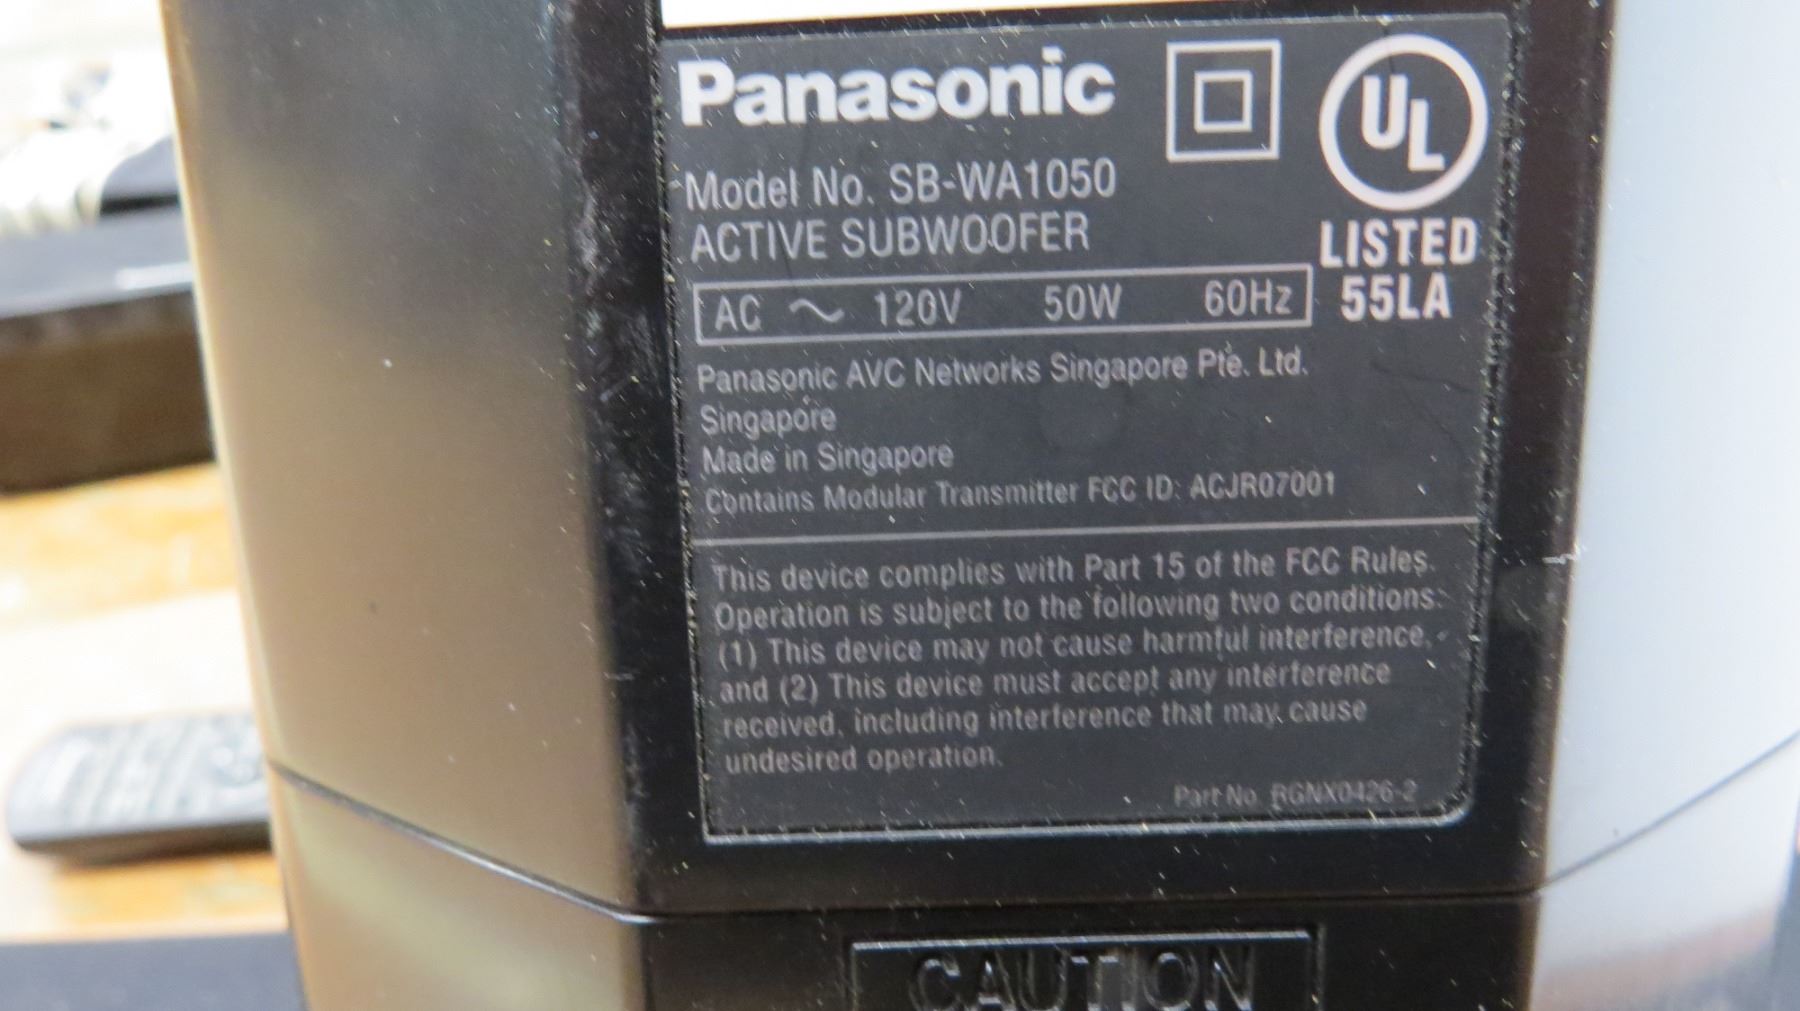 Panasonic
UL
Model No. SB-WA1050
ACTIVE SUBWOOFER
LISTED
55LA
AC ~ 120V 50W 60Hz
Panasonic AVC Networks Singapore Pte. Ltd.
Singapore
Made in Singapore
Contains Modular Transmitter FCC ID: ACJR07001
This device complies with Part 15 of the FCC Rules.
Operation is subject to the following two conditions:
(1) This device may not cause harmful interference,
and (2) This device must accept any interference
received, including interference that may cause
undesired operation.
Part No. RGNX0426-2
CAUTION